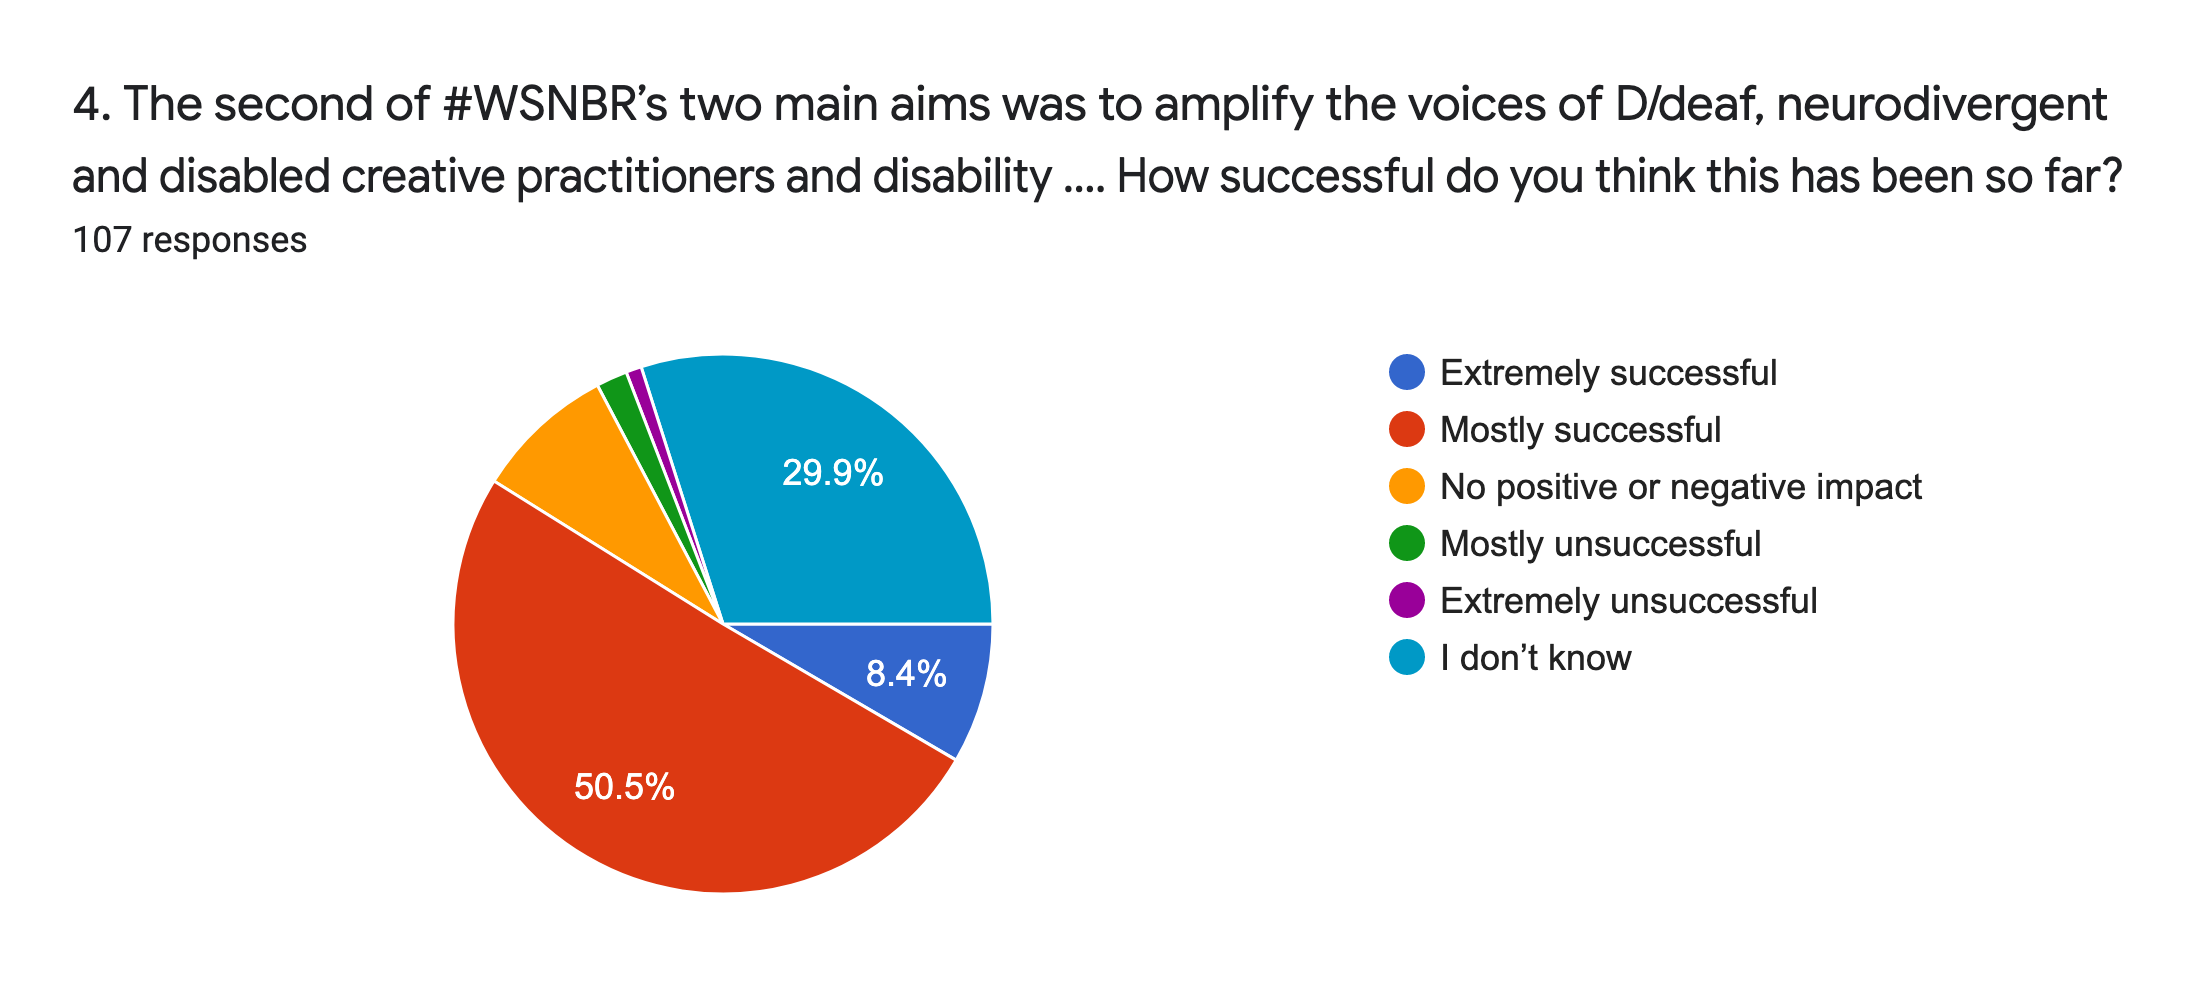 4. The second of #WSNBR’s two main aims was to amplify the voices of D/deaf, neurodivergent
and disabled creative practitioners and disability .... How successful do you think this has been so far?
107 responses
29.9%
8.4%
50.5%
Extremely successful
Mostly successful
No positive or negative impact
Mostly unsuccessful
Extremely unsuccessful
I don’t know